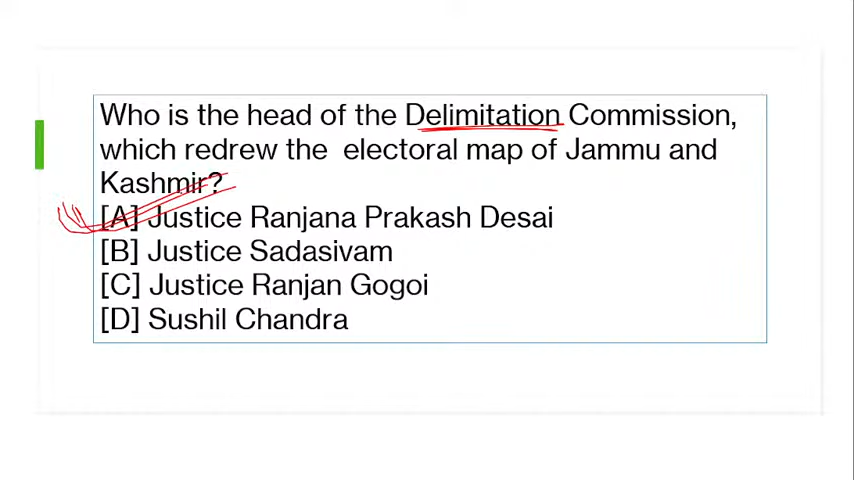 Who is the head of the Delimitation Commission,
which redrew the electoral map of Jammu and
Kashmir?
[A] Justice Ranjana Prakash Desai
[B] Justice Sadasivam
[C] Justice Ranjan Gogoi
[D] Sushil Chandra